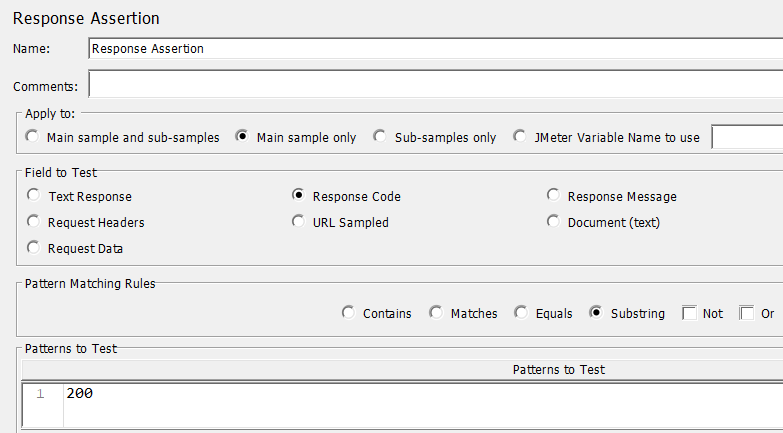 Response Assertion
Name: Response Assertion
Comments:
Apply to:
Main sample and sub-samples Main sample only Sub-samples only JMeter Variable Name to use
Field to Test
Text Response Response Code Response Message
Request Headers URL Sampled Document (text)
Request Data
Pattern Matching Rules
Contains Matches Equals Substring Not Or
Patterns to Test
Patterns to Test
1 200